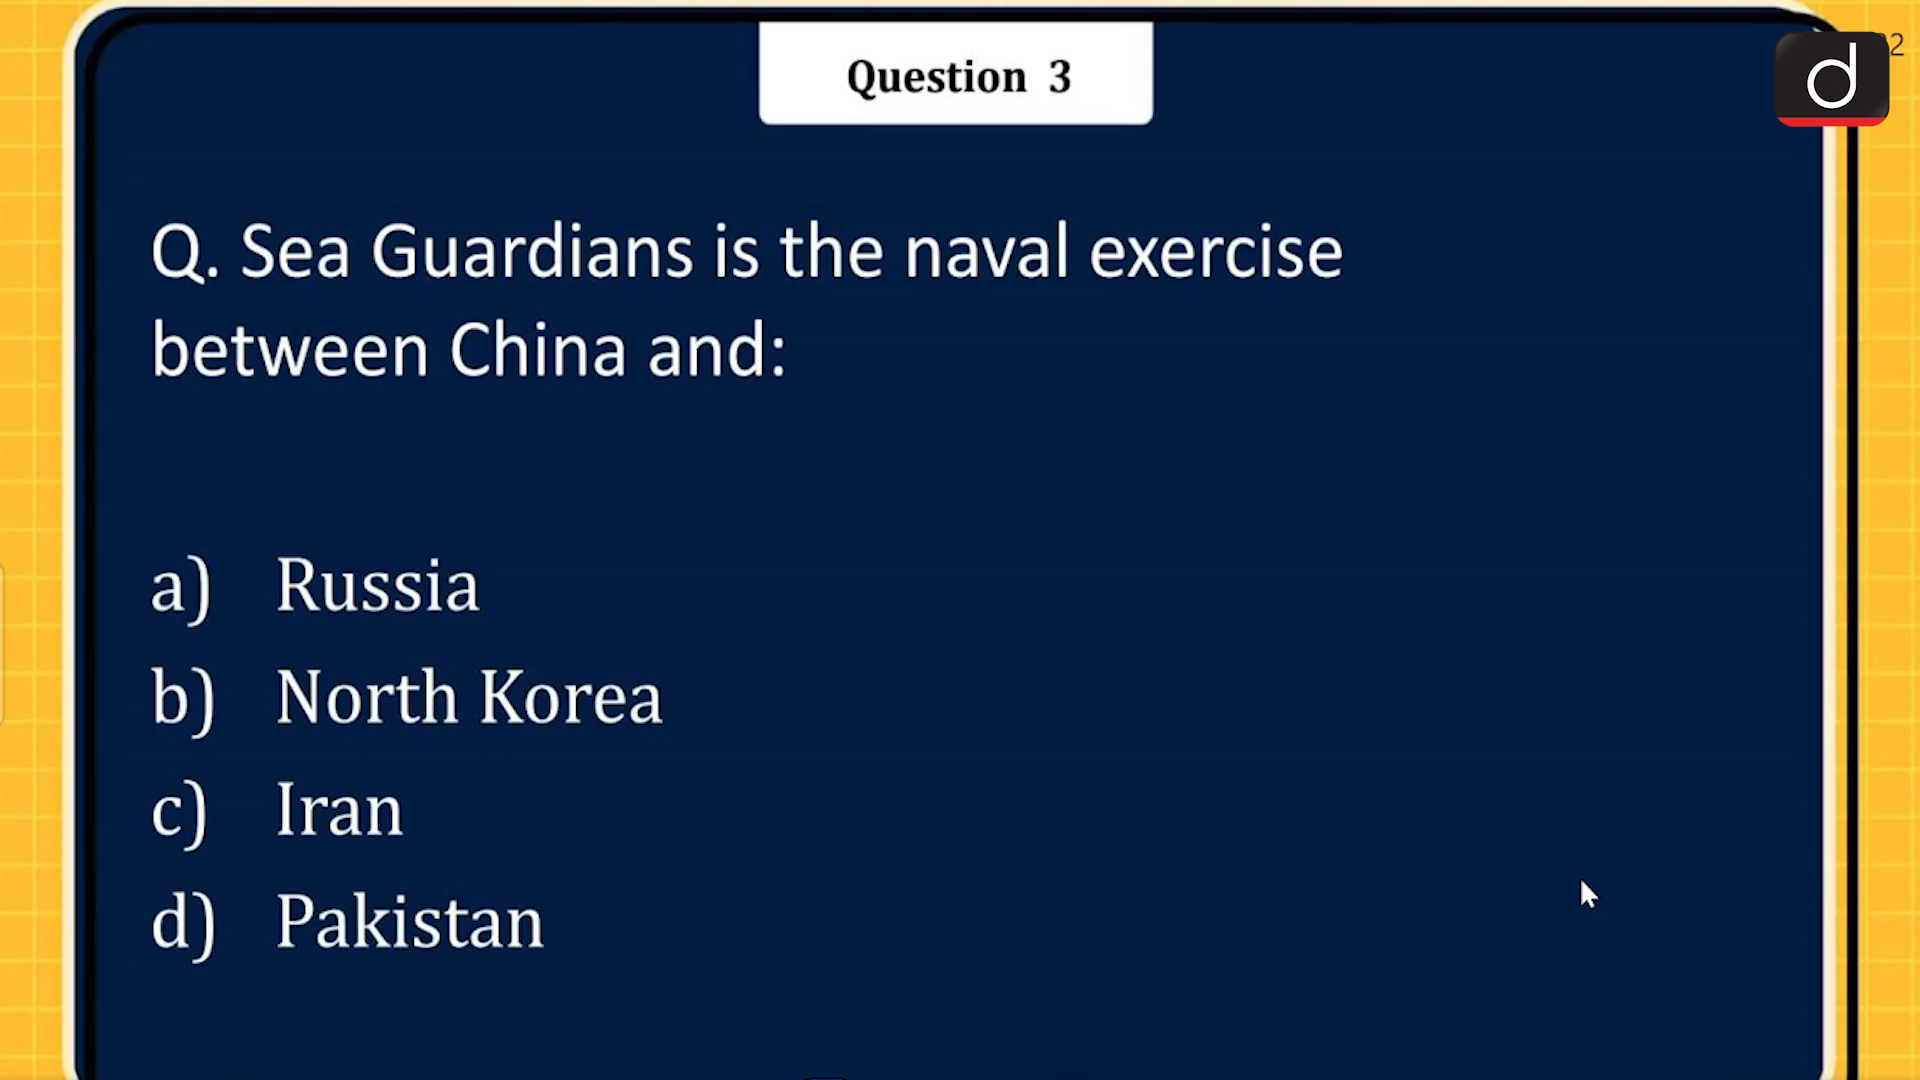 Question 3
d
Q. Sea Guardians is the naval exercise
between China and:
a) Russia
b) North Korea
c) Iran
d) Pakistan